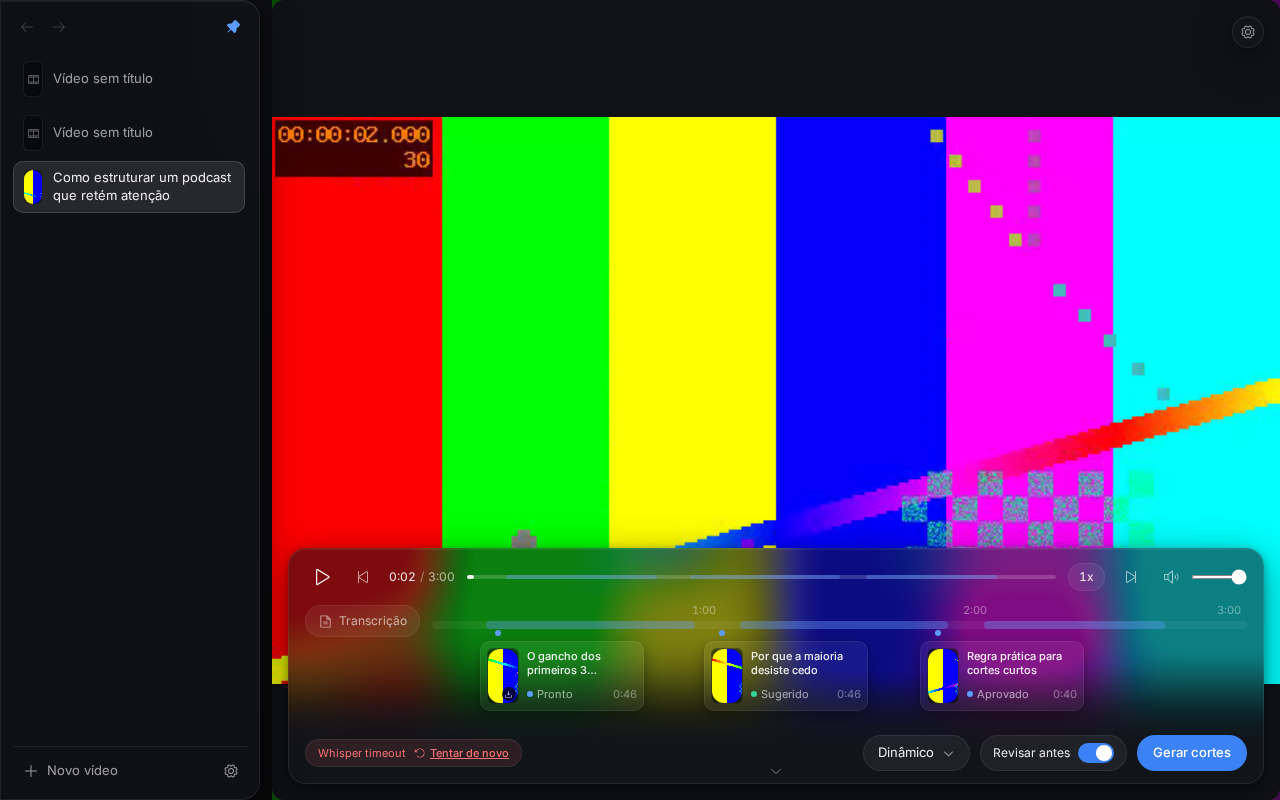 Vídeo sem título
Vídeo sem título
Como estruturar um podcast
que retém atenção
Novo vídeo
00:00:02.000
30
0:02 / 3:00
1x
Transcrição
1:00
2:00
3:00
O gancho dos
primeiros 3...
Pronto
0:46
Por que a maioria
desiste cedo
Sugerido
0:46
Regra prática para
cortes curtos
Aprovado
0:40
Whisper timeout
Tentar de novo
Dinâmico
Revisar antes
Gerar cortes